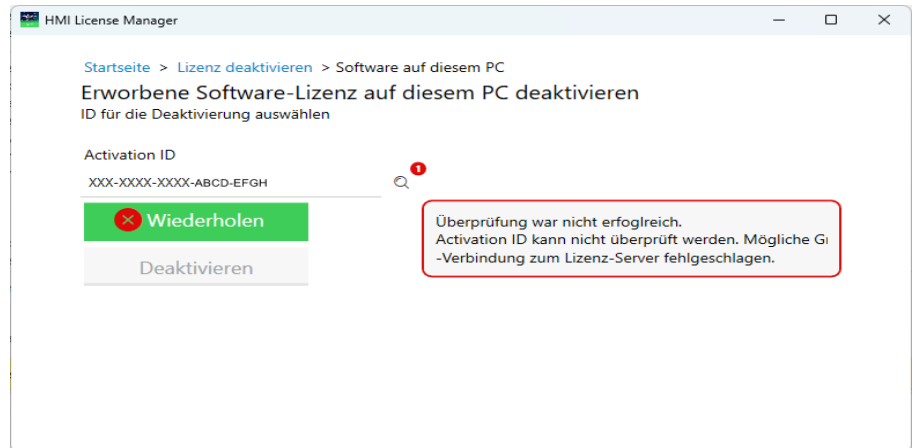 HMI License Manager
Startseite > Lizenz deaktivieren > Software auf diesem PC
Erworbene Software-Lizenz auf diesem PC deaktivieren
ID für die Deaktivierung auswählen
Activation ID
1
XXX-XXXX-XXXX-ABCD-EFGH
Wiederholen
Überprüfung war nicht erfoglreich.
Activation ID kann nicht überprüft werden. Mögliche G
-Verbindung zum Lizenz-Server fehlgeschlagen.
Deaktivieren